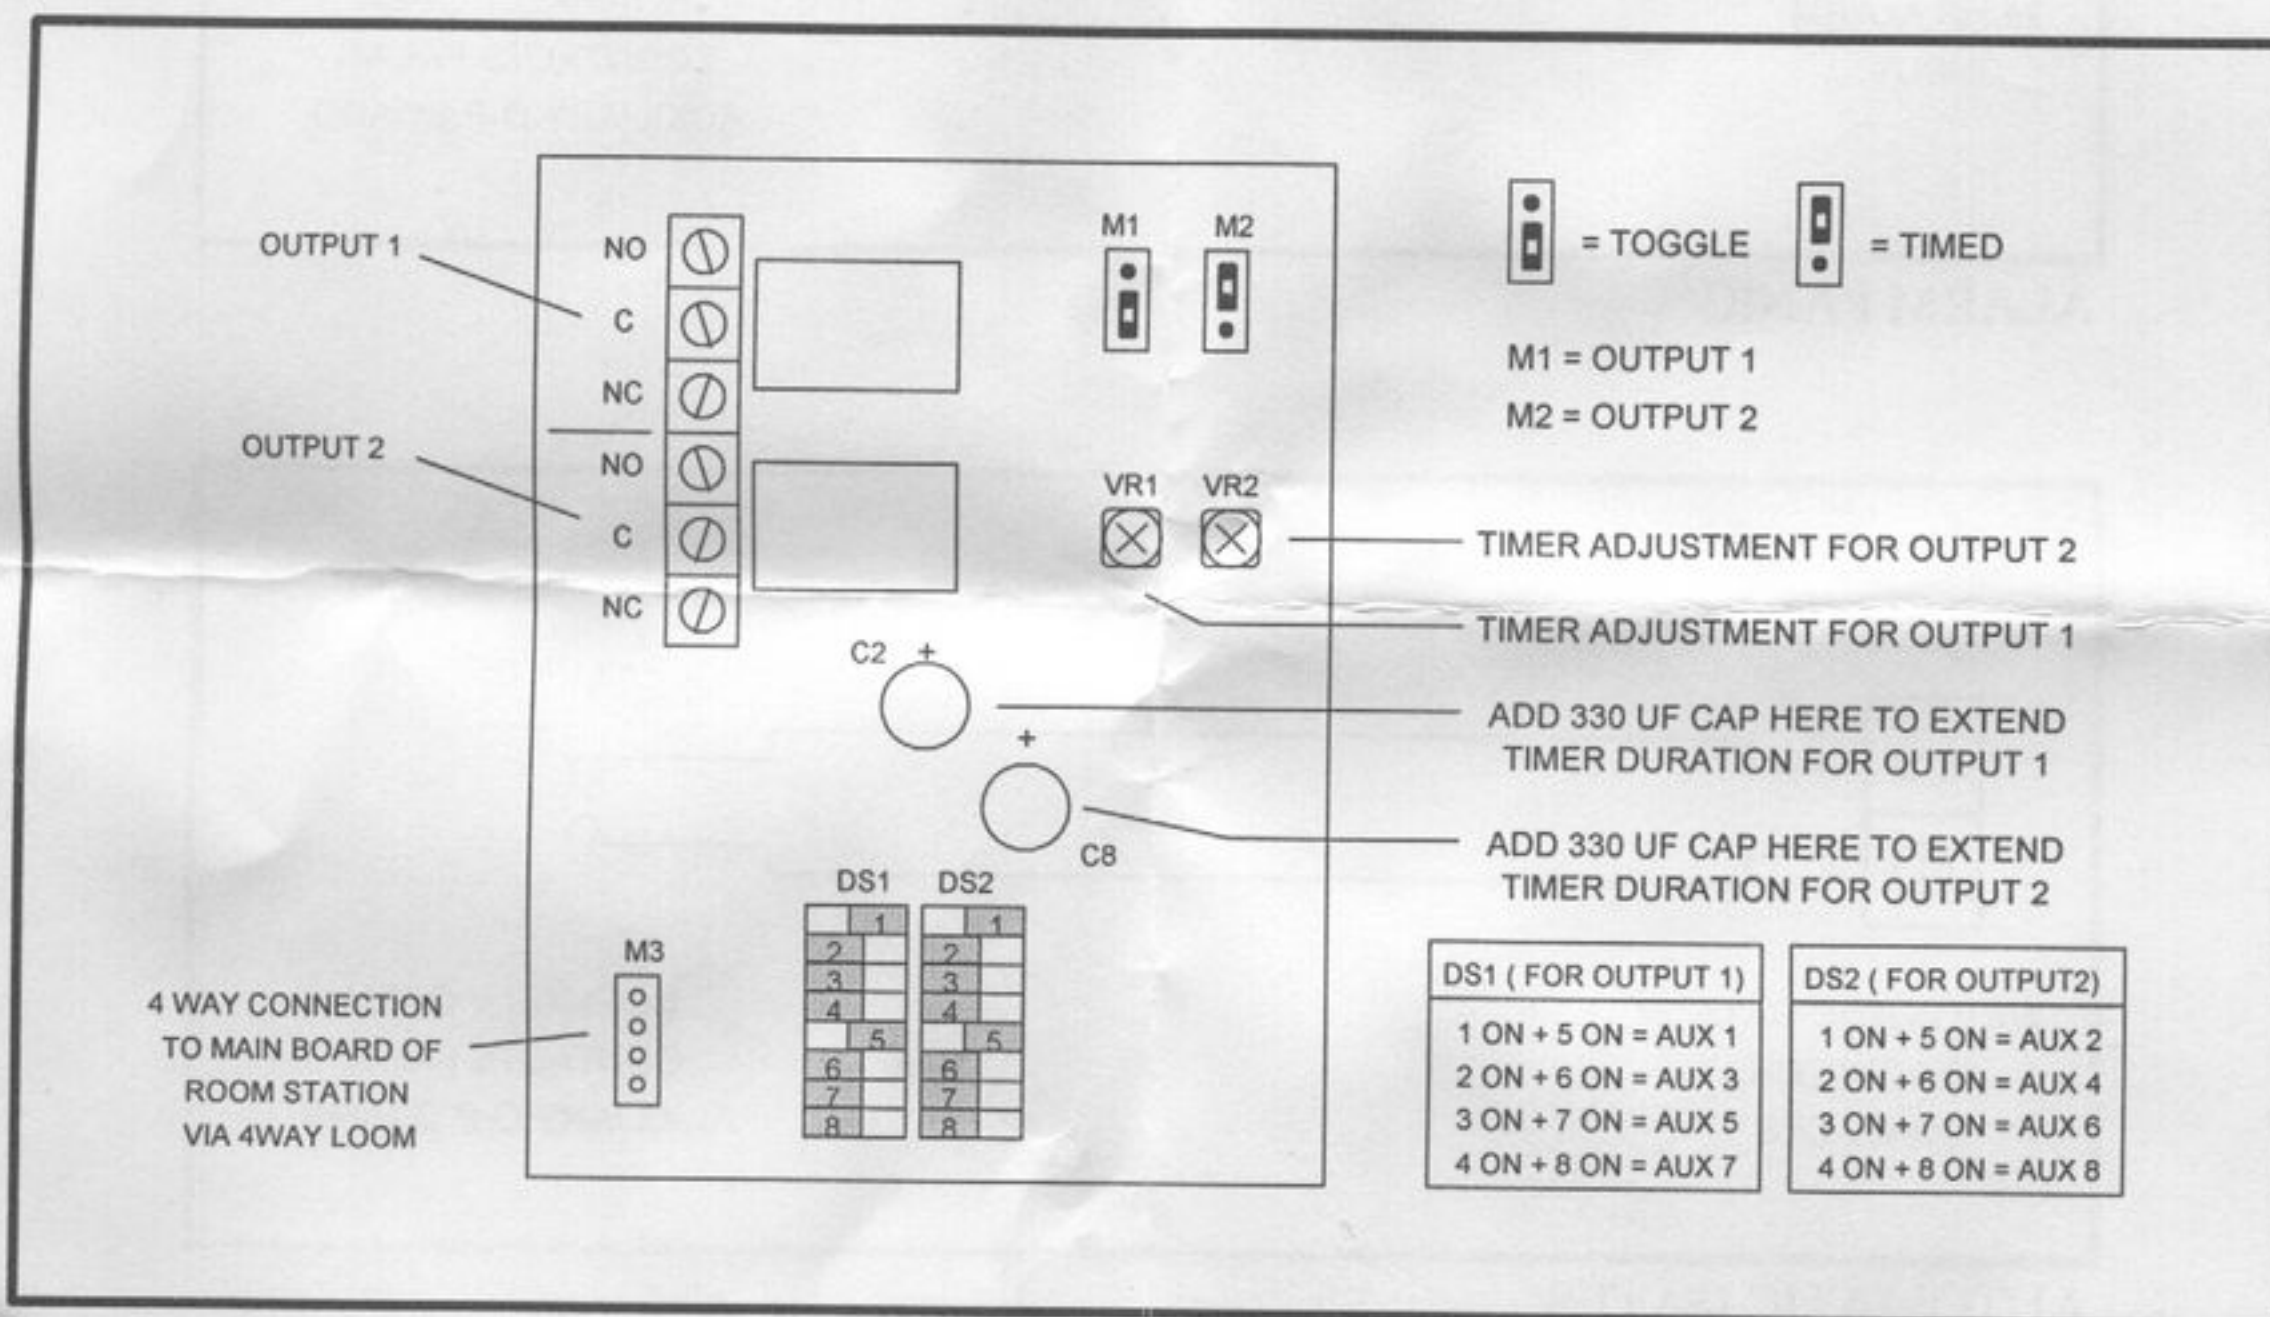 OUTPUT 1
NO
C
NC
OUTPUT 2
NO
C
NC
M1
M2
= TOGGLE
= TIMED
M1 = OUTPUT 1
M2 = OUTPUT 2
VR1
VR2
TIMER ADJUSTMENT FOR OUTPUT 2
TIMER ADJUSTMENT FOR OUTPUT 1
C2 +
ADD 330 UF CAP HERE TO EXTEND
TIMER DURATION FOR OUTPUT 1
+
C8
ADD 330 UF CAP HERE TO EXTEND
TIMER DURATION FOR OUTPUT 2
DS1
1
2
3
4
5
6
7
8
DS2
1
2
3
4
5
6
7
8
M3
4 WAY CONNECTION
TO MAIN BOARD OF
ROOM STATION
VIA 4WAY LOOM
DS1 ( FOR OUTPUT 1)
1 ON + 5 ON = AUX 1
2 ON + 6 ON = AUX 3
3 ON + 7 ON = AUX 5
4 ON + 8 ON = AUX 7
DS2 ( FOR OUTPUT2)
1 ON + 5 ON = AUX 2
2 ON + 6 ON = AUX 4
3 ON + 7 ON = AUX 6
4 ON + 8 ON = AUX 8